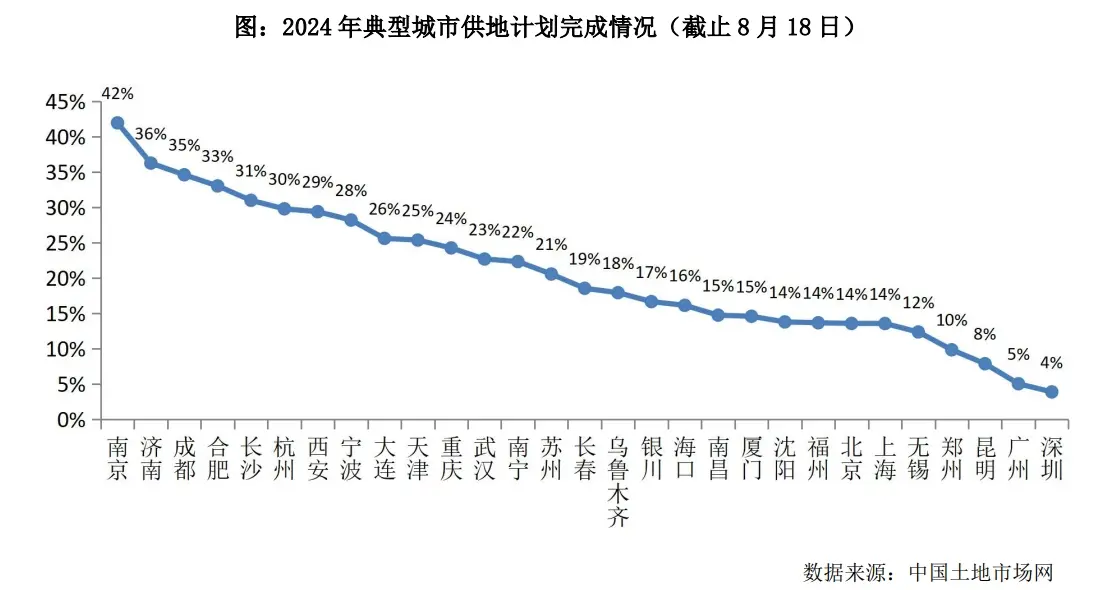 图：2024 年典型城市供地计划完成情况（截止 8 月 18 日）
45%
40%
35%
30%
25%
20%
15%
10%
5%
0%
42%
36%
35%
33%
31%
30%
29%
28%
26%
25%
24%
23%
22%
21%
19%
18%
17%
16%
15%
15%
14%
14%
14%
14%
12%
10%
8%
5%
4%
南京
济南
成都
合肥
长沙
杭州
西安
宁波
大连
天津
重庆
武汉
南宁
苏州
长春
乌鲁木齐
银川
海口
南昌
厦门
沈阳
福州
北京
上海
无锡
郑州
昆明
广州
深圳
数据来源：中国土地市场网